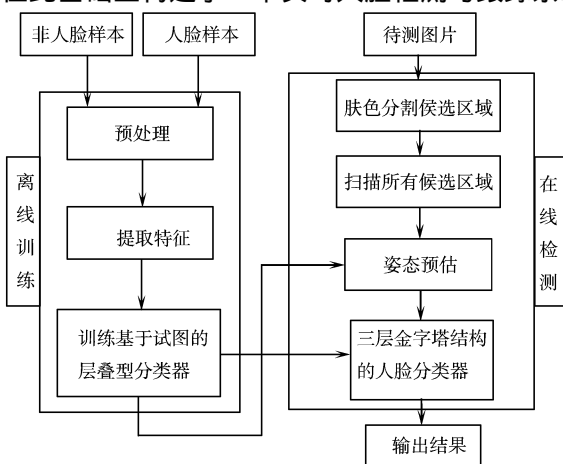 非人脸样本
人脸样本
预处理
提取特征
训练基于试图的
层叠型分类器
离
线
训
练
待测图片
肤色分割侯选区域
扫描所有候选区域
姿态预估
三层金字塔结构
的人脸分类器
输出结果
在
线
检
测